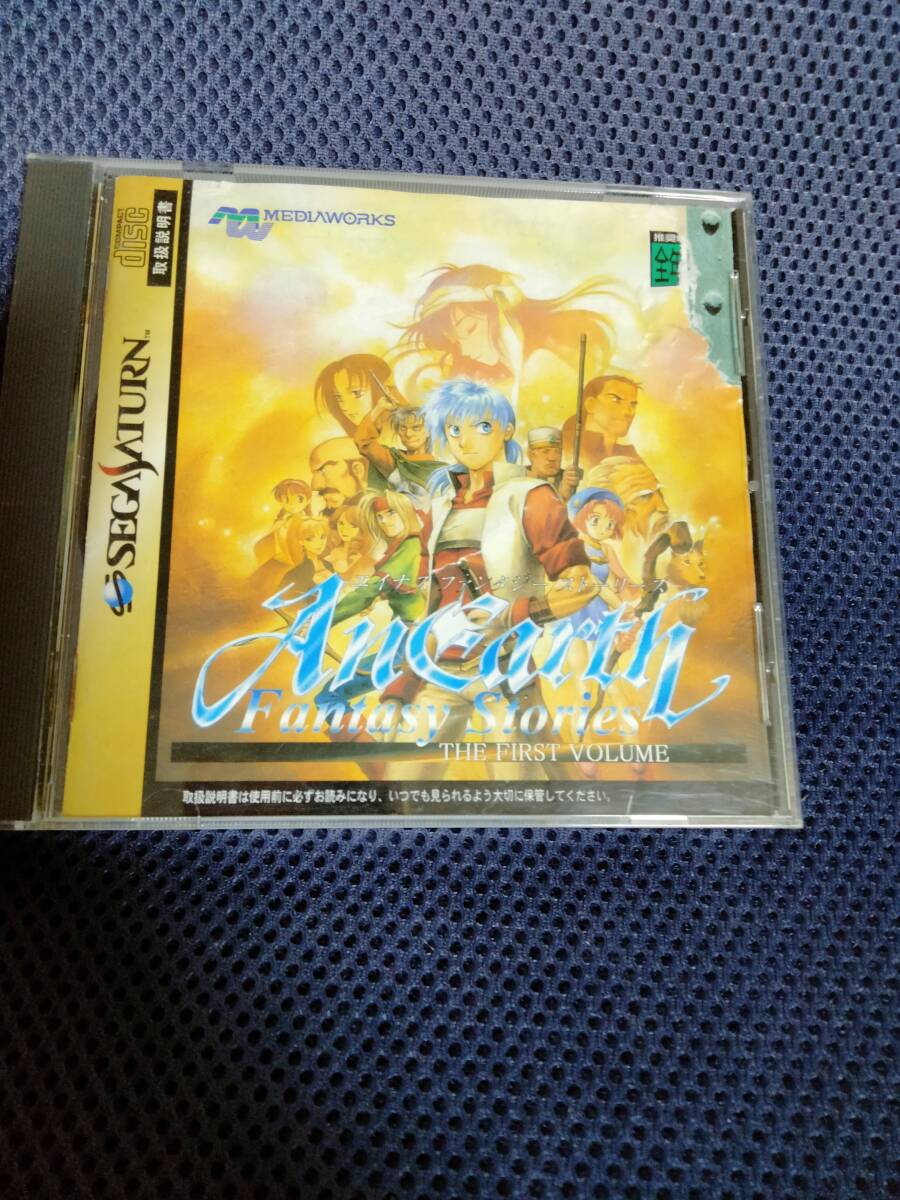 COMPACT
disc
取扱説明書
SEGA SATURN™
MEDIAWORKS
エイナス ファンタジー ストーリーズ
AnEarth
Fantasy Stories
THE FIRST VOLUME
取扱説明書は使用前に必ずお読みになり、いつでも見られるよう大切に保管してください。